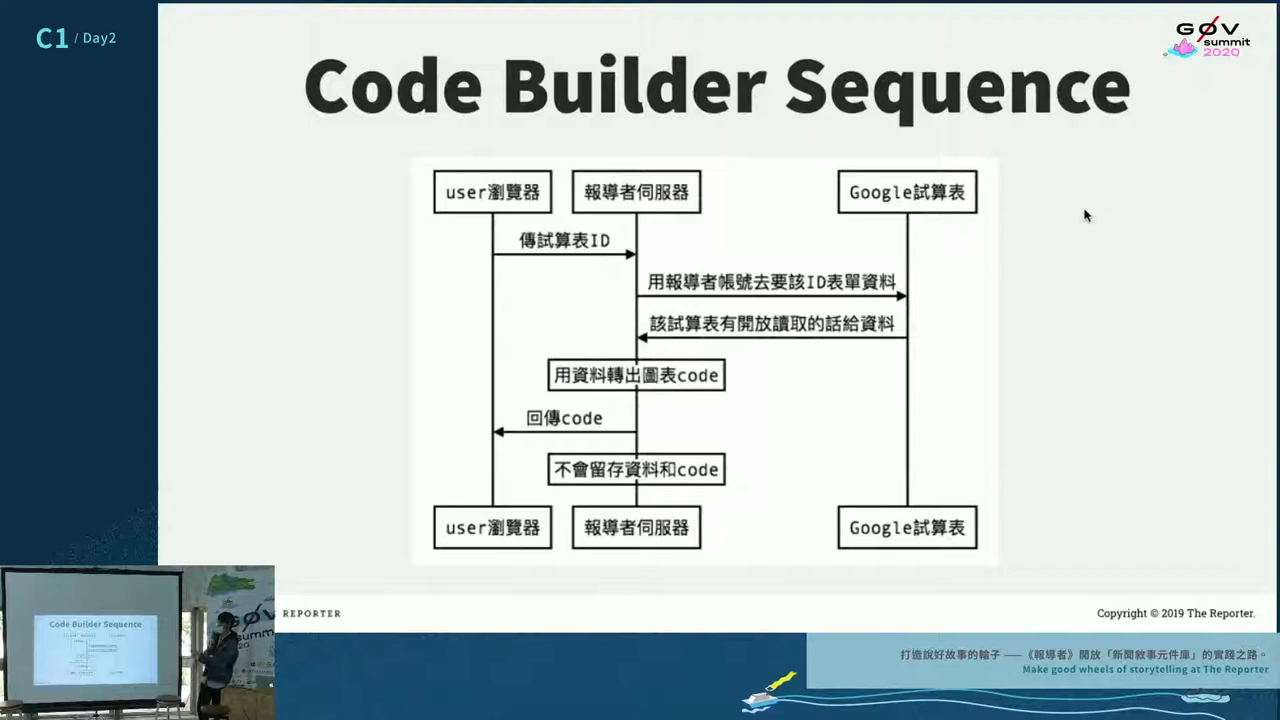 C1 / Day2
GØV
summit
2020
Code Builder Sequence
user瀏覽器
報導者伺服器
Google試算表
傳試算表ID
用報導者帳號去要該ID表單資料
該試算表有開放讀取的話給資料
用資料轉出圖表code
回傳code
不會留存資料和code
user瀏覽器
報導者伺服器
Google試算表
REPORTER
Copyright © 2019 The Reporter.
Code Builder Sequence
GØV
summit
打造說好故事的輪子 ——《報導者》開放「新聞敘事元件庫」的實踐之路。
Make good wheels of storytelling at The Reporter